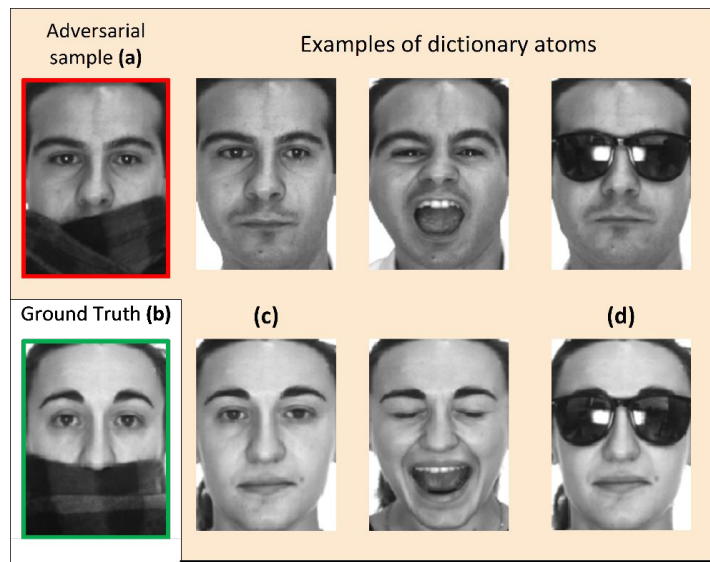 Adversarial
sample (a)
Examples of dictionary atoms
Ground Truth (b)
(c)
(d)